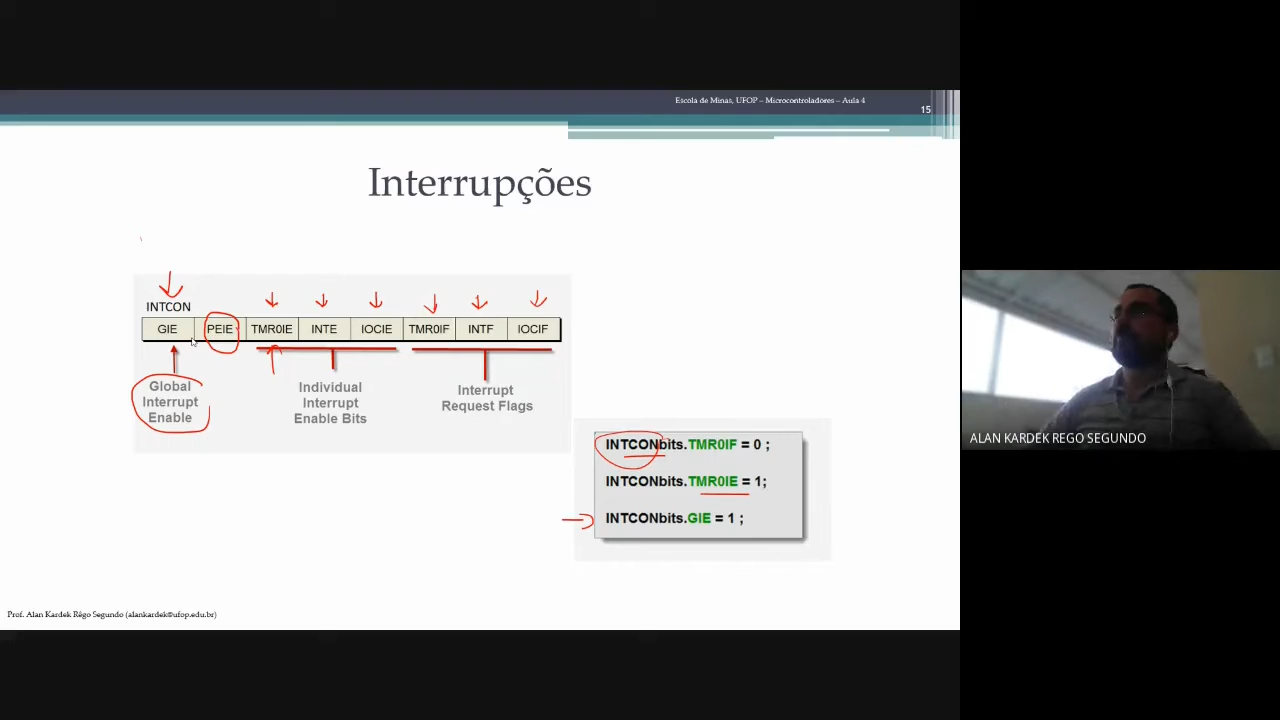 Escola de Minas, UFOP – Microcontroladores – Aula 4
15
Interrupções
INTCON
GIE PEIE TMR0IE INTE IOCIE TMR0IF INTF IOCIF
Global
Interrupt
Enable
Individual
Interrupt
Enable Bits
Interrupt
Request Flags
INTCONbits.TMR0IF = 0 ;
INTCONbits.TMR0IE = 1;
INTCONbits.GIE = 1 ;
ALAN KARDEK REGO SEGUNDO
Prof. Alan Kardek Rêgo Segundo (alankardek@ufop.edu.br)